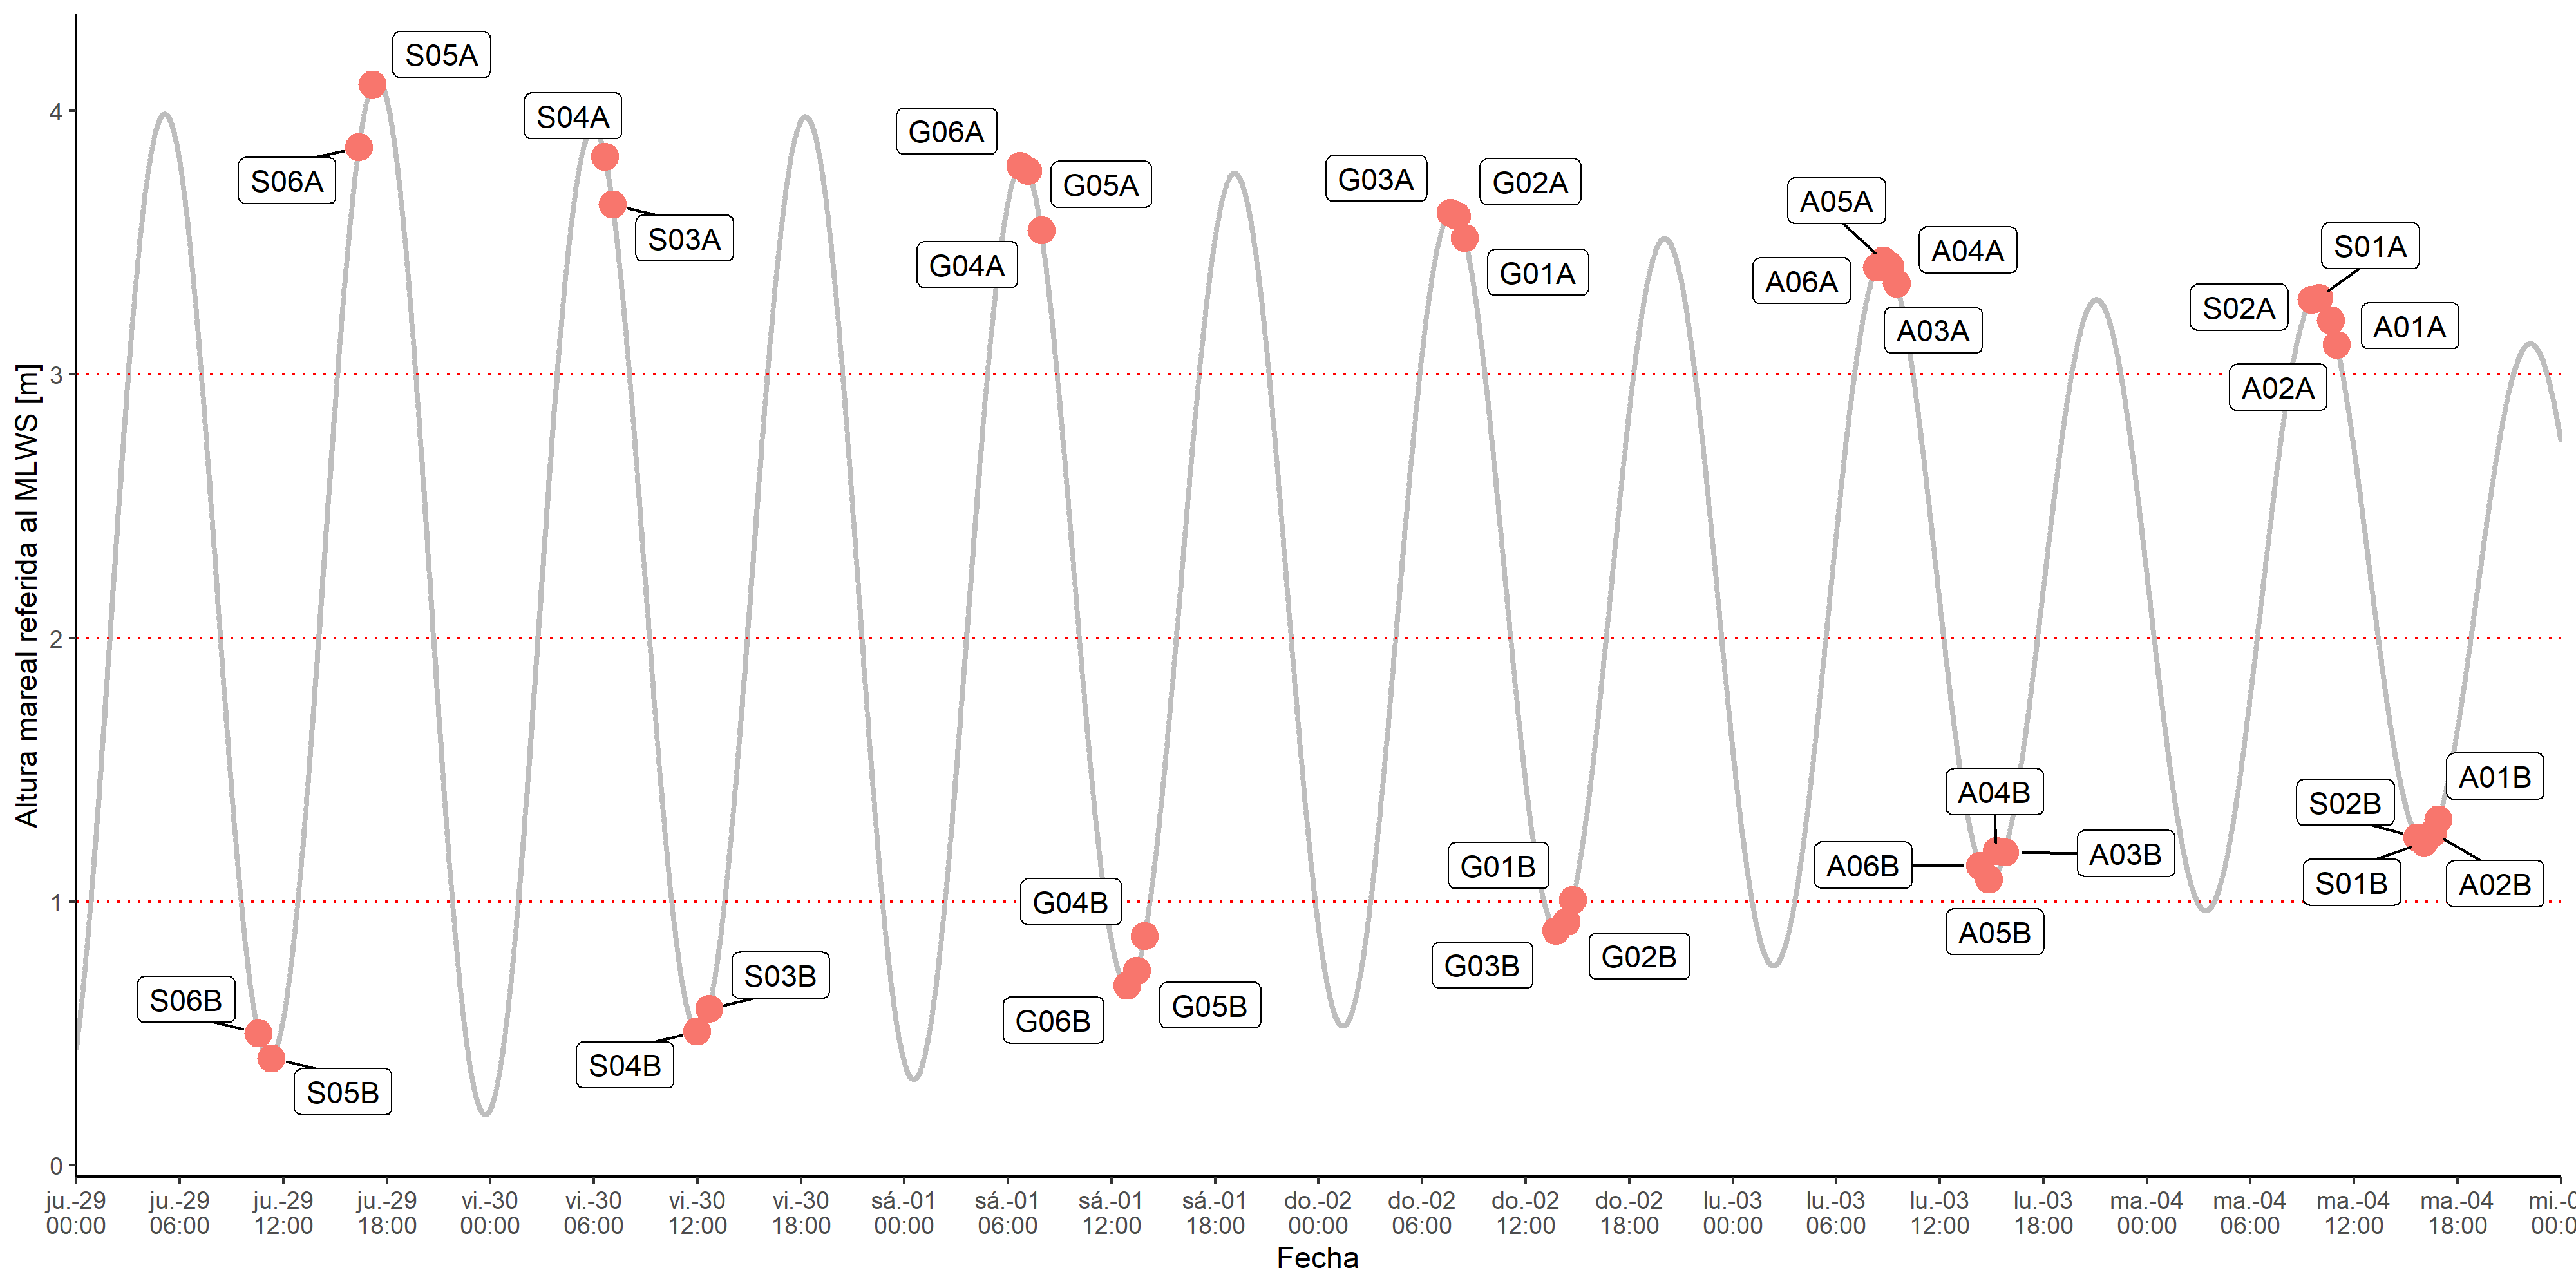 S05A
S04A
G06A
S06A
G03A
G02A
G05A
A05A
S03A
A04A
S01A
G04A
G01A
A06A
S02A
A03A
A01A
A02A
4
3
2
1
0
Altura mareal referida al MLWS [m]
A01B
A04B
S02B
A03B
G01B
A06B
S01B
A02B
G04B
A05B
G02B
G03B
S03B
S06B
G05B
G06B
S04B
S05B
ju.-29 ju.-29 ju.-29 ju.-29 vi.-30 vi.-30 vi.-30 vi.-30 sá.-01 sá.-01 sá.-01 sá.-01 do.-02 do.-02 do.-02 do.-02 lu.-03 lu.-03 lu.-03 lu.-03 ma.-04 ma.-04 ma.-04 ma.-04
00:00 06:00 12:00 18:00 00:00 06:00 12:00 18:00 00:00 06:00 12:00 18:00 00:00 06:00 12:00 18:00 00:00 06:00 12:00 18:00 00:00 06:00 12:00 18:00
Fecha